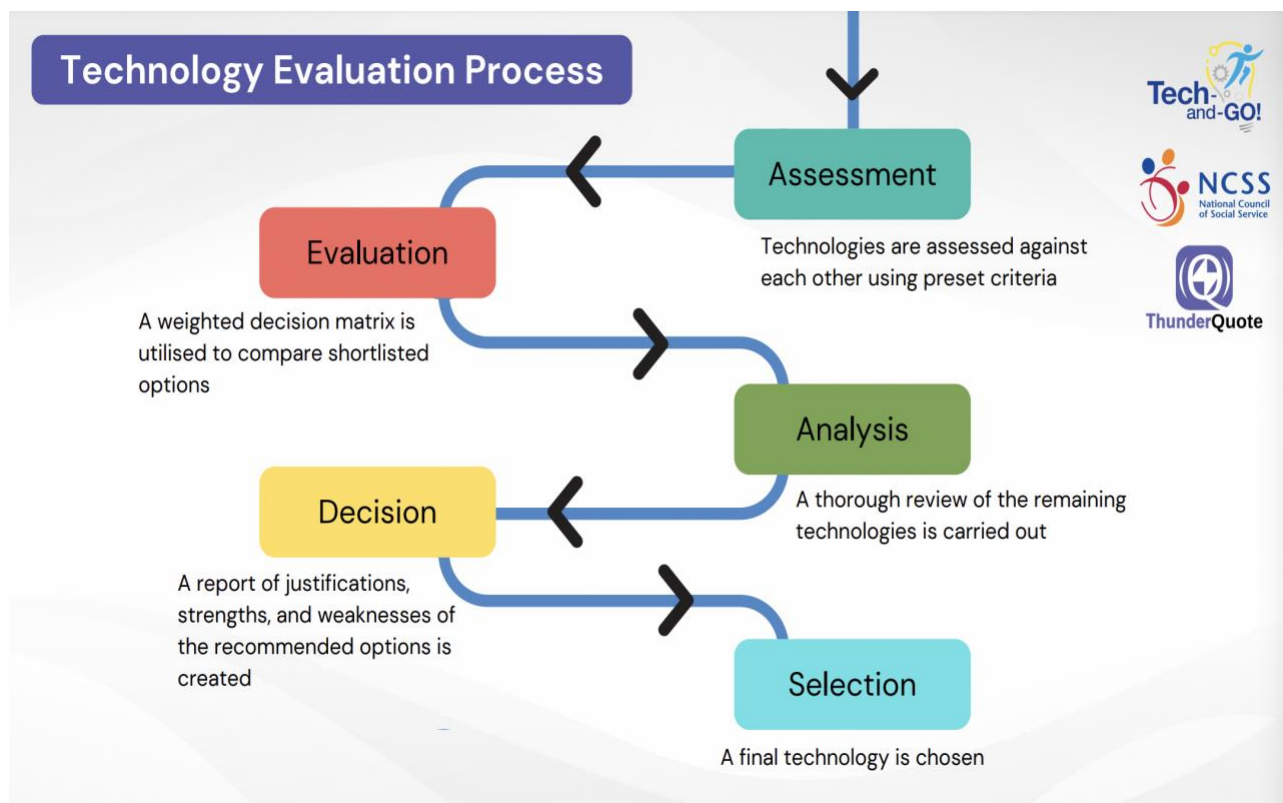 Technology Evaluation Process
Tech-
and-GO!
NCSS
National Council
of Social Service
ThunderQuote
Assessment
Technologies are assessed against
each other using preset criteria
Evaluation
A weighted decision matrix is
utilised to compare shortlisted
options
Analysis
A thorough review of the remaining
technologies is carried out
Decision
A report of justifications,
strengths, and weaknesses of
the recommended options is
created
Selection
A final technology is chosen